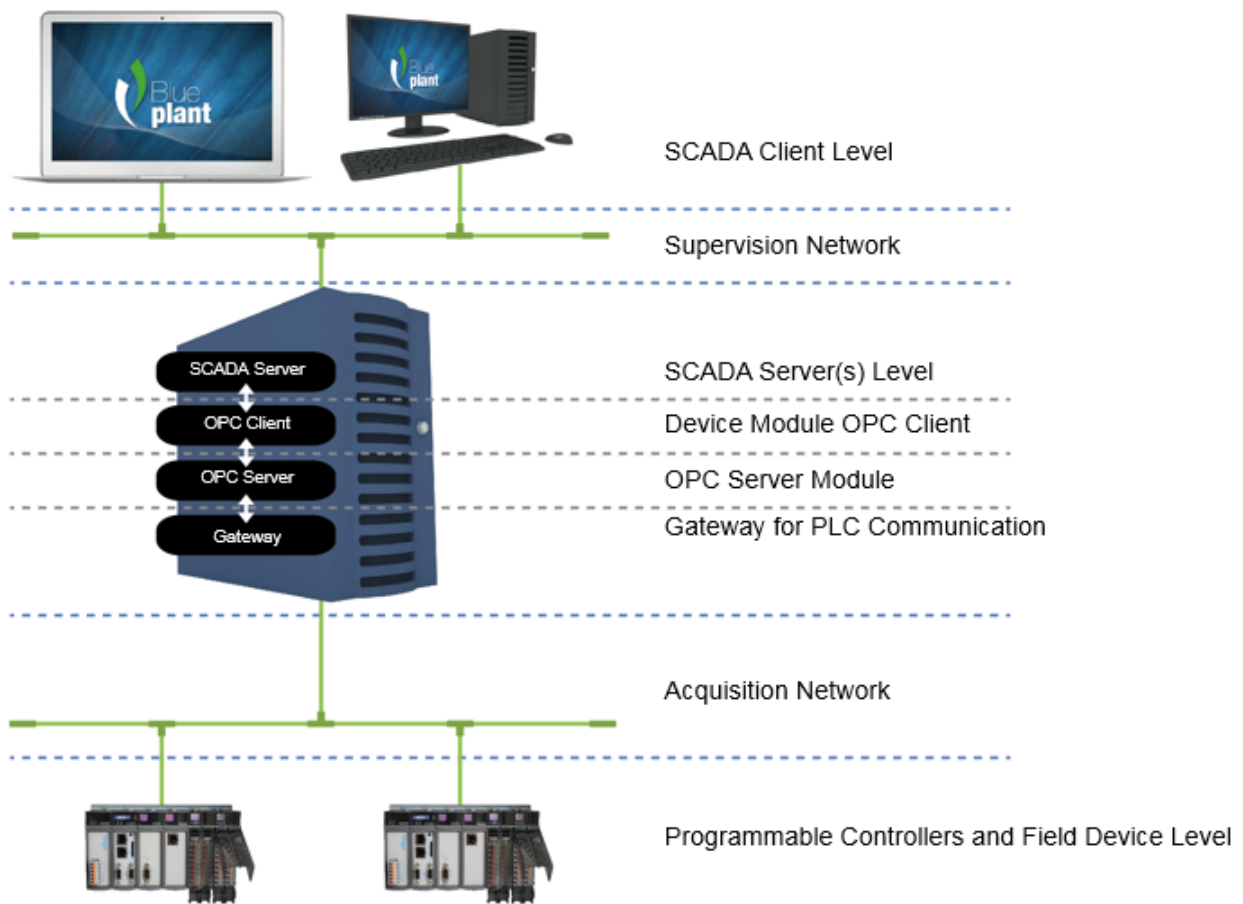 Blue
plant
Blue
plant
SCADA Client Level
Supervision Network
SCADA Server
SCADA Server(s) Level
OPC Client
Device Module OPC Client
OPC Server
OPC Server Module
Gateway
Gateway for PLC Communication
Acquisition Network
Programmable Controllers and Field Device Level